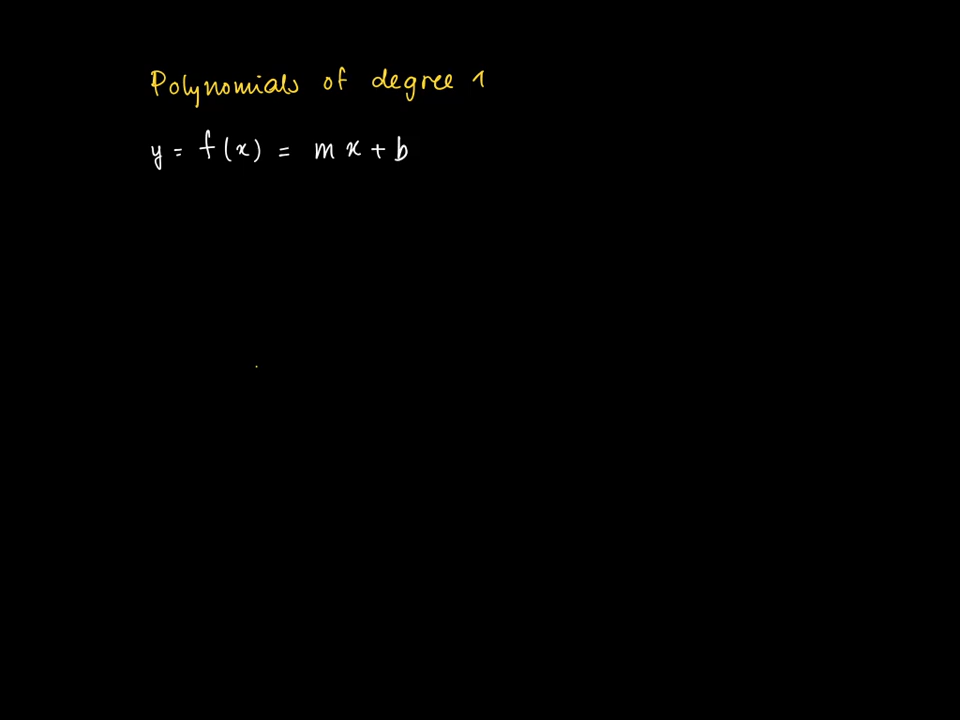 Polynomials of degree 1
y = f(x) = mx + b